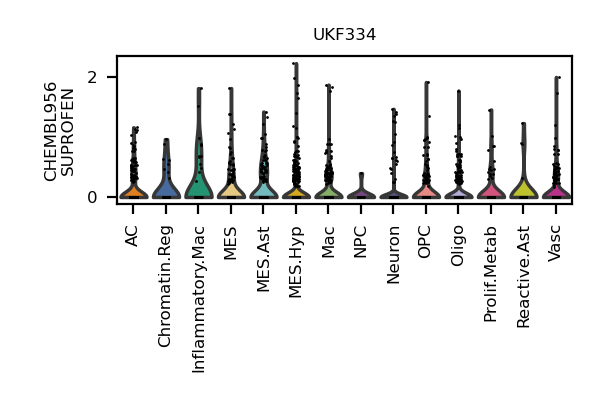 UKF334
CHEMBL956
SUPROFEN
2
0
AC
Chromatin.Reg
Inflammatory.Mac
MES
MES.Ast
MES.Hyp
Mac
NPC
Neuron
OPC
Oligo
Prolif.Metab
Reactive.Ast
Vasc